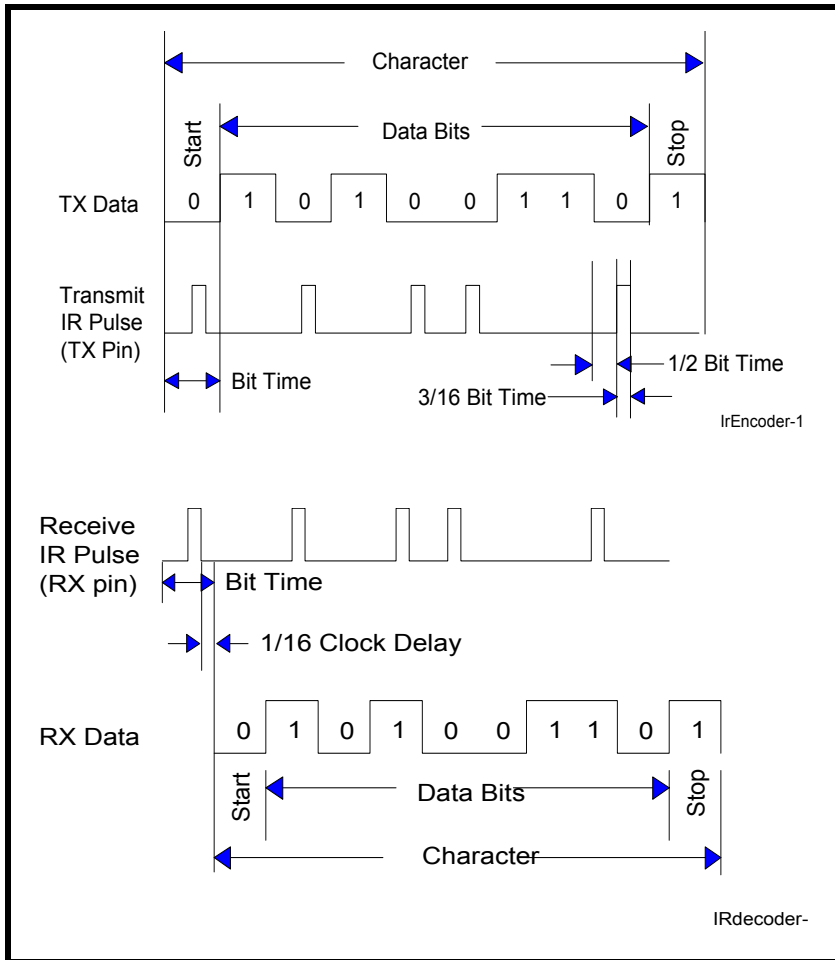 Character
Start
Data Bits
Stop
TX Data
0 1 0 1 0 0 1 1 0 1
Transmit
IR Pulse
(TX Pin)
Bit Time
1/2 Bit Time
3/16 Bit Time
IrEncoder-1
Receive
IR Pulse
(RX pin)
Bit Time
1/16 Clock Delay
RX Data
0 1 0 1 0 0 1 1 0 1
Start
Data Bits
Stop
Character
IRdecoder-